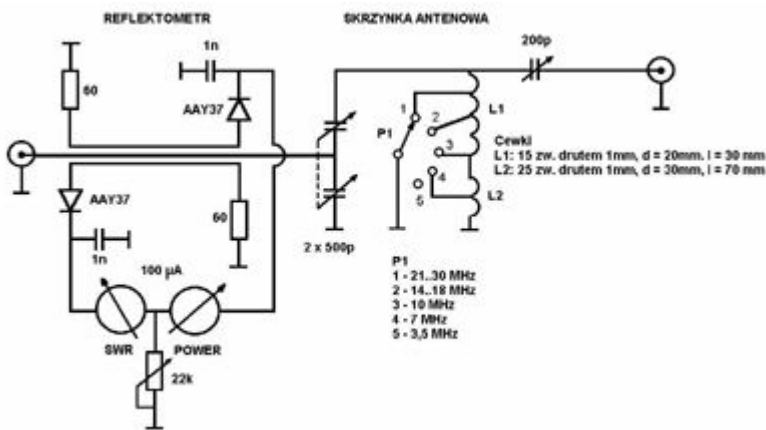 REFLEKTOMETR
SKRZYNKA ANTENOWA
1n
200p
60
AAY37
1
2
L1
P1
3
4
5
Cewki
L1: 15 zw. drutem 1mm, d = 20mm. l = 30 mm
L2: 25 zw. drutem 1mm, d = 30mm, l = 70 mm
L2
AAY37
60
1n
2 x 500p
100 µA
P1
1 - 21..30 MHz
2 - 14..18 MHz
3 - 10 MHz
4 - 7 MHz
5 - 3,5 MHz
SWR
POWER
22k